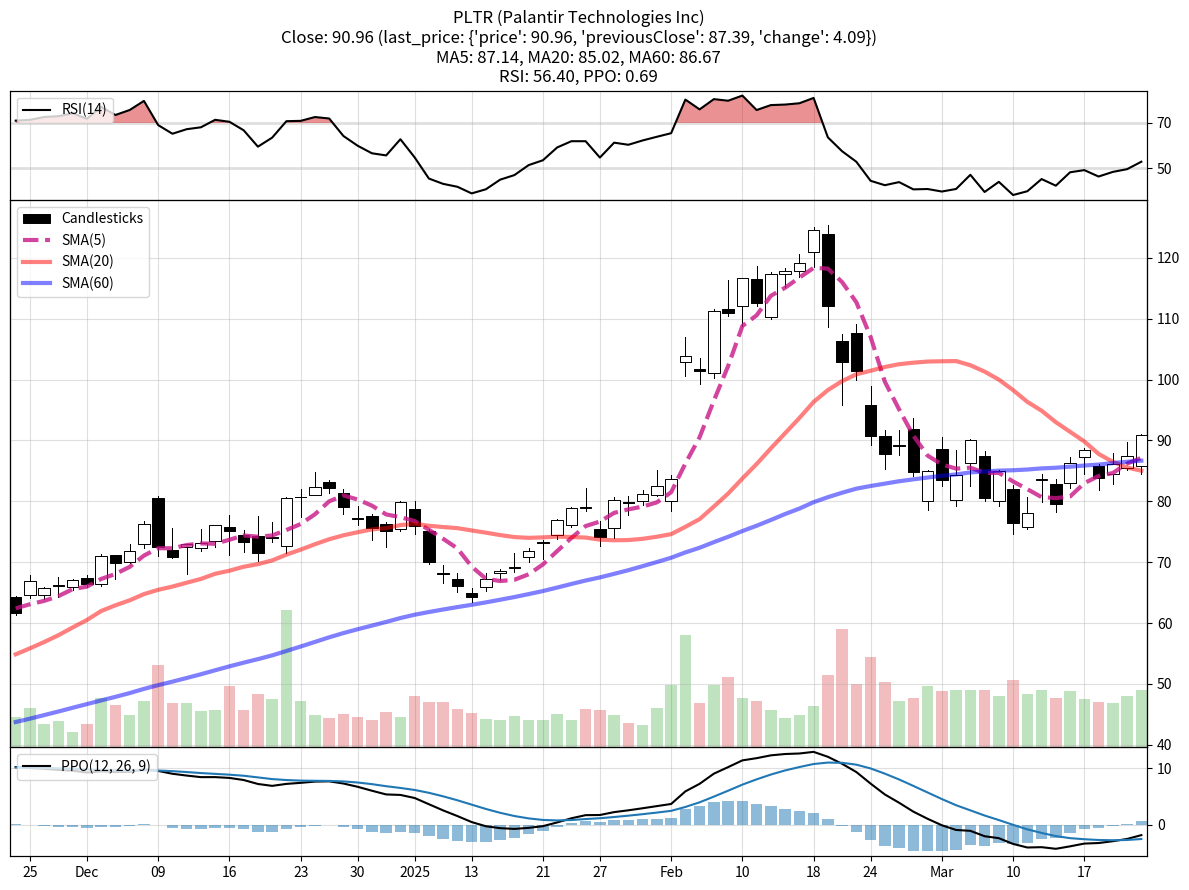 PLTR (Palantir Technologies Inc)
Close: 90.96 (last_price: {'price': 90.96, 'previousClose': 87.39, 'change': 4.09})
MA5: 87.14, MA20: 85.02, MA60: 86.67
RSI: 56.40, PPO: 0.69
RSI(14)
70
50
Candlesticks
SMA(5)
SMA(20)
SMA(60)
120
110
100
90
80
70
60
50
40
PPO(12, 26, 9)
10
0
25 Dec 09 16 23 30 2025 13 21 27 Feb 10 18 24 Mar 10 17